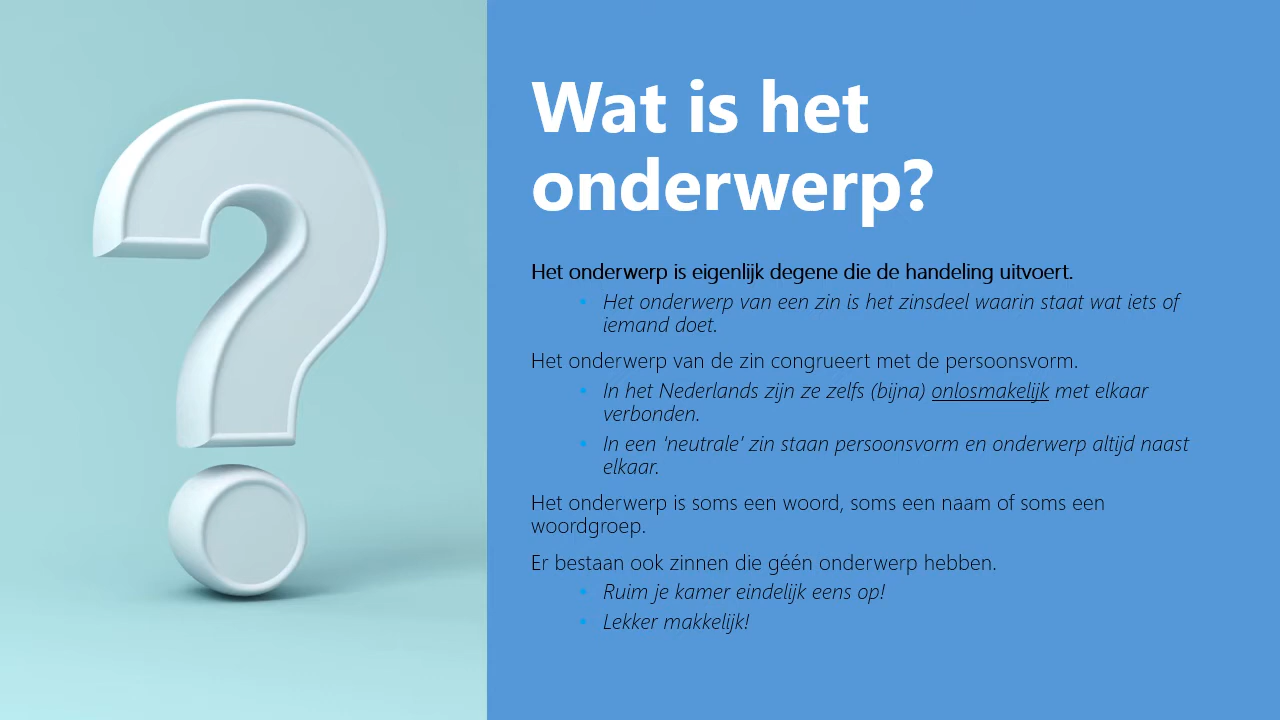 Wat is het
onderwerp?
Het onderwerp is eigenlijk degene die de handeling uitvoert.
• Het onderwerp van een zin is het zinsdeel waarin staat wat iets of
iemand doet.
Het onderwerp van de zin congrueert met de persoonsvorm.
• In het Nederlands zijn ze zelfs (bijna) onlosmakelijk met elkaar
verbonden.
• In een ‘neutrale’ zin staan persoonsvorm en onderwerp altijd naast
elkaar.
Het onderwerp is soms een woord, soms een naam of soms een
woordgroep.
Er bestaan ook zinnen die géén onderwerp hebben.
• Ruim je kamer eindelijk eens op!
• Lekker makkelijk!